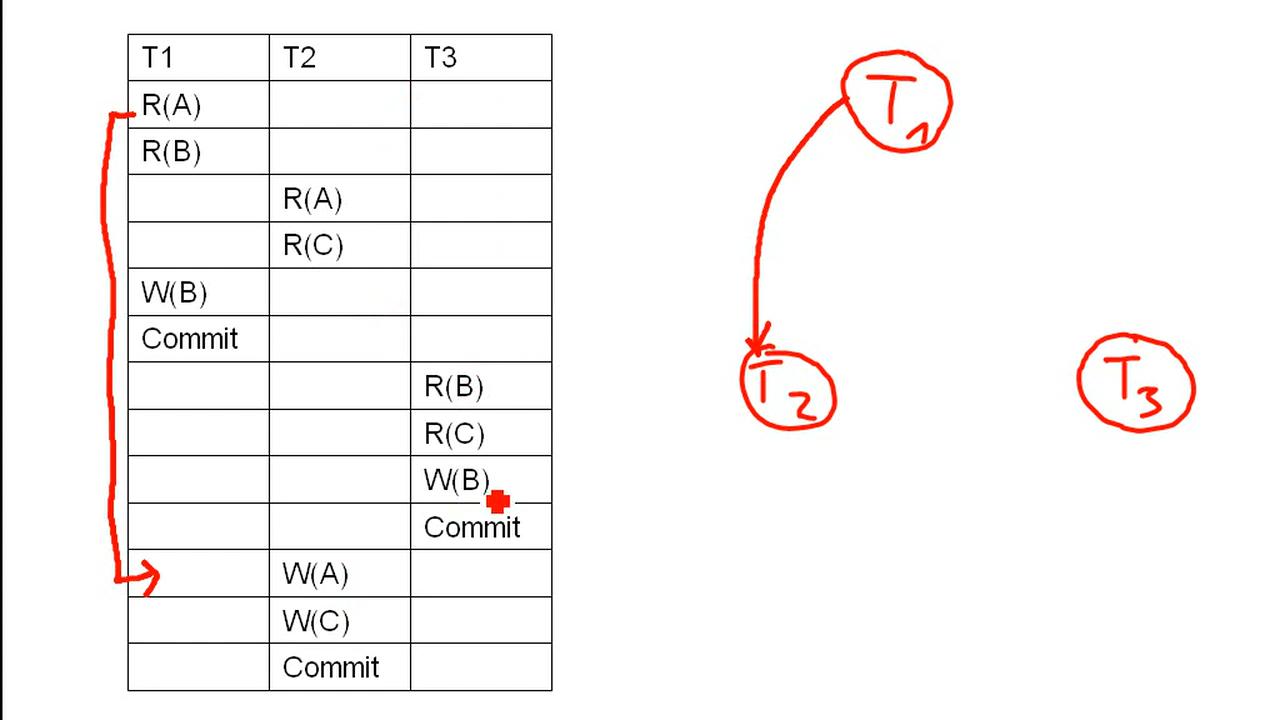 T1 T2 T3
R(A)
R(B)
R(A)
R(C)
W(B)
Commit
R(B)
R(C)
W(B)
Commit
W(A)
W(C)
Commit
T1
T2
T3